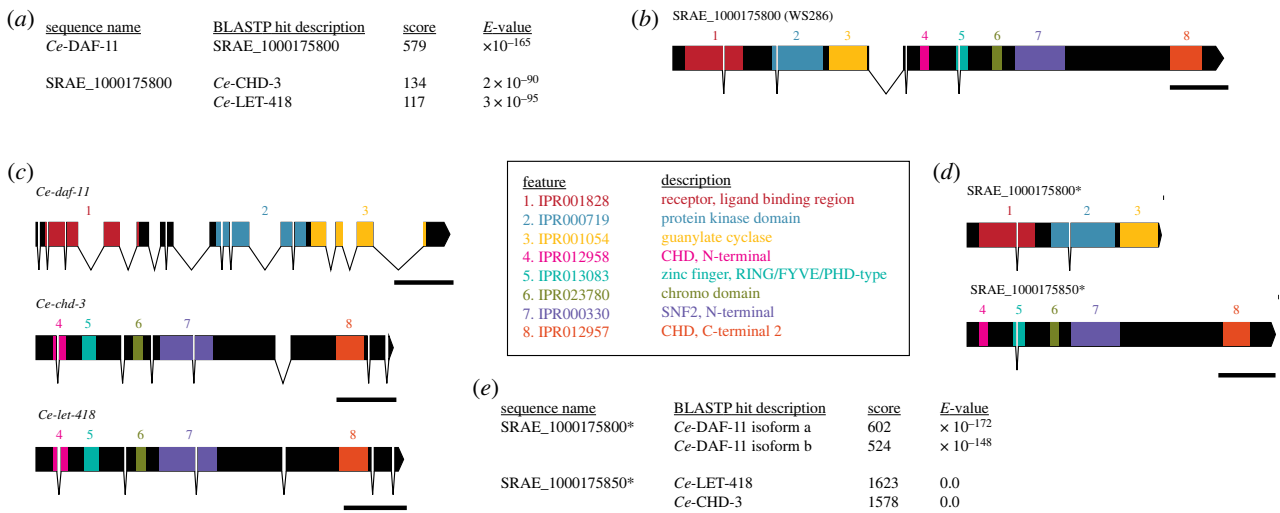 (a)
sequence name BLASTP hit description score E-value
Ce-DAF-11 SRAE_1000175800 579 ×10⁻¹⁶⁵
SRAE_1000175800 Ce-CHD-3 134 2 × 10⁻⁹⁰
Ce-LET-418 117 3 × 10⁻⁹⁵
(b)
SRAE_1000175800 (WS286)
1 2 3 4 5 6 7 8
(c)
Ce-daf-11
1 2 3
Ce-chd-3
4 5 6 7 8
Ce-let-418
4 5 6 7 8
feature description
1. IPR001828 receptor, ligand binding region
2. IPR000719 protein kinase domain
3. IPR001054 guanylate cyclase
4. IPR012958 CHD, N-terminal
5. IPR013083 zinc finger, RING/FYVE/PHD-type
6. IPR023780 chromo domain
7. IPR000330 SNF2, N-terminal
8. IPR012957 CHD, C-terminal 2
(d)
SRAE_1000175800*
1 2 3
SRAE_1000175850*
4 5 6 7 8
(e)
sequence name BLASTP hit description score E-value
SRAE_1000175800* Ce-DAF-11 isoform a 602 × 10⁻¹⁷²
Ce-DAF-11 isoform b 524 × 10⁻¹⁴⁸
SRAE_1000175850* Ce-LET-418 1623 0.0
Ce-CHD-3 1578 0.0